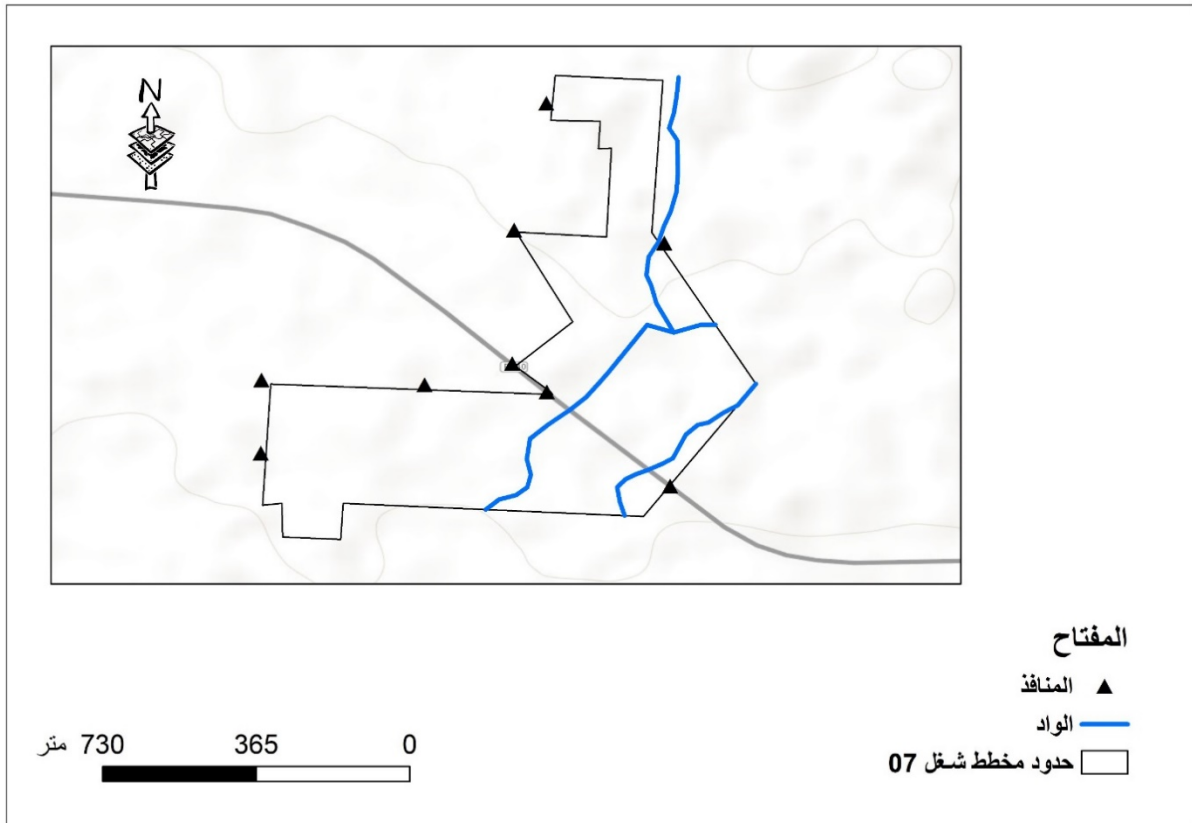 N
المفتاح
المنافذ
الواد
حدود مخطط شغل 07
730 365 0 متر